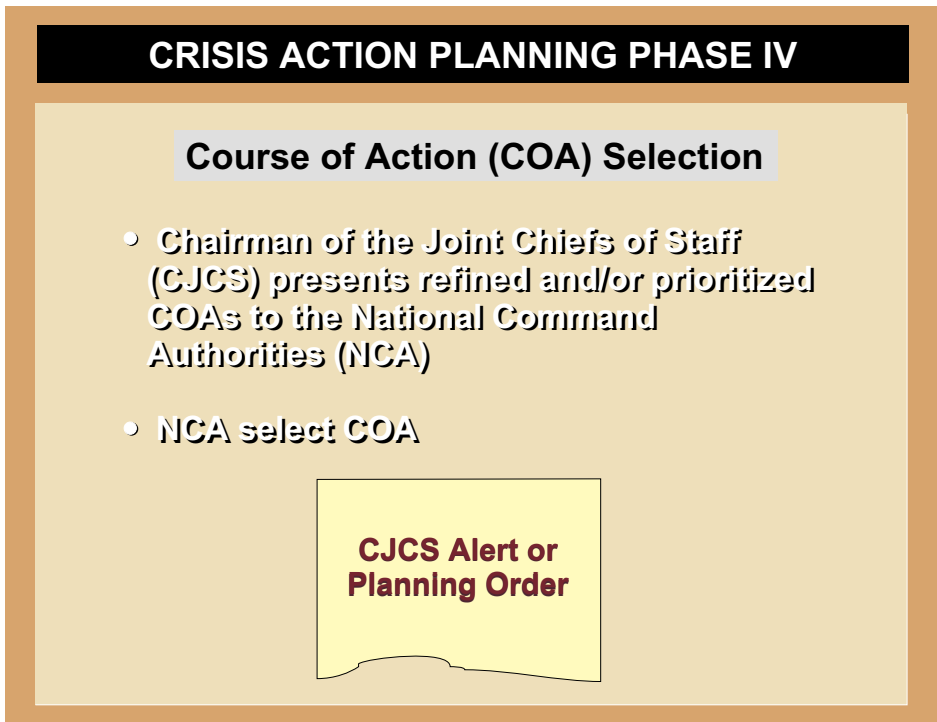 CRISIS ACTION PLANNING PHASE IV
Course of Action (COA) Selection
• Chairman of the Joint Chiefs of Staff
(CJCS) presents refined and/or prioritized
COAs to the National Command
Authorities (NCA)
• NCA select COA
CJCS Alert or
Planning Order